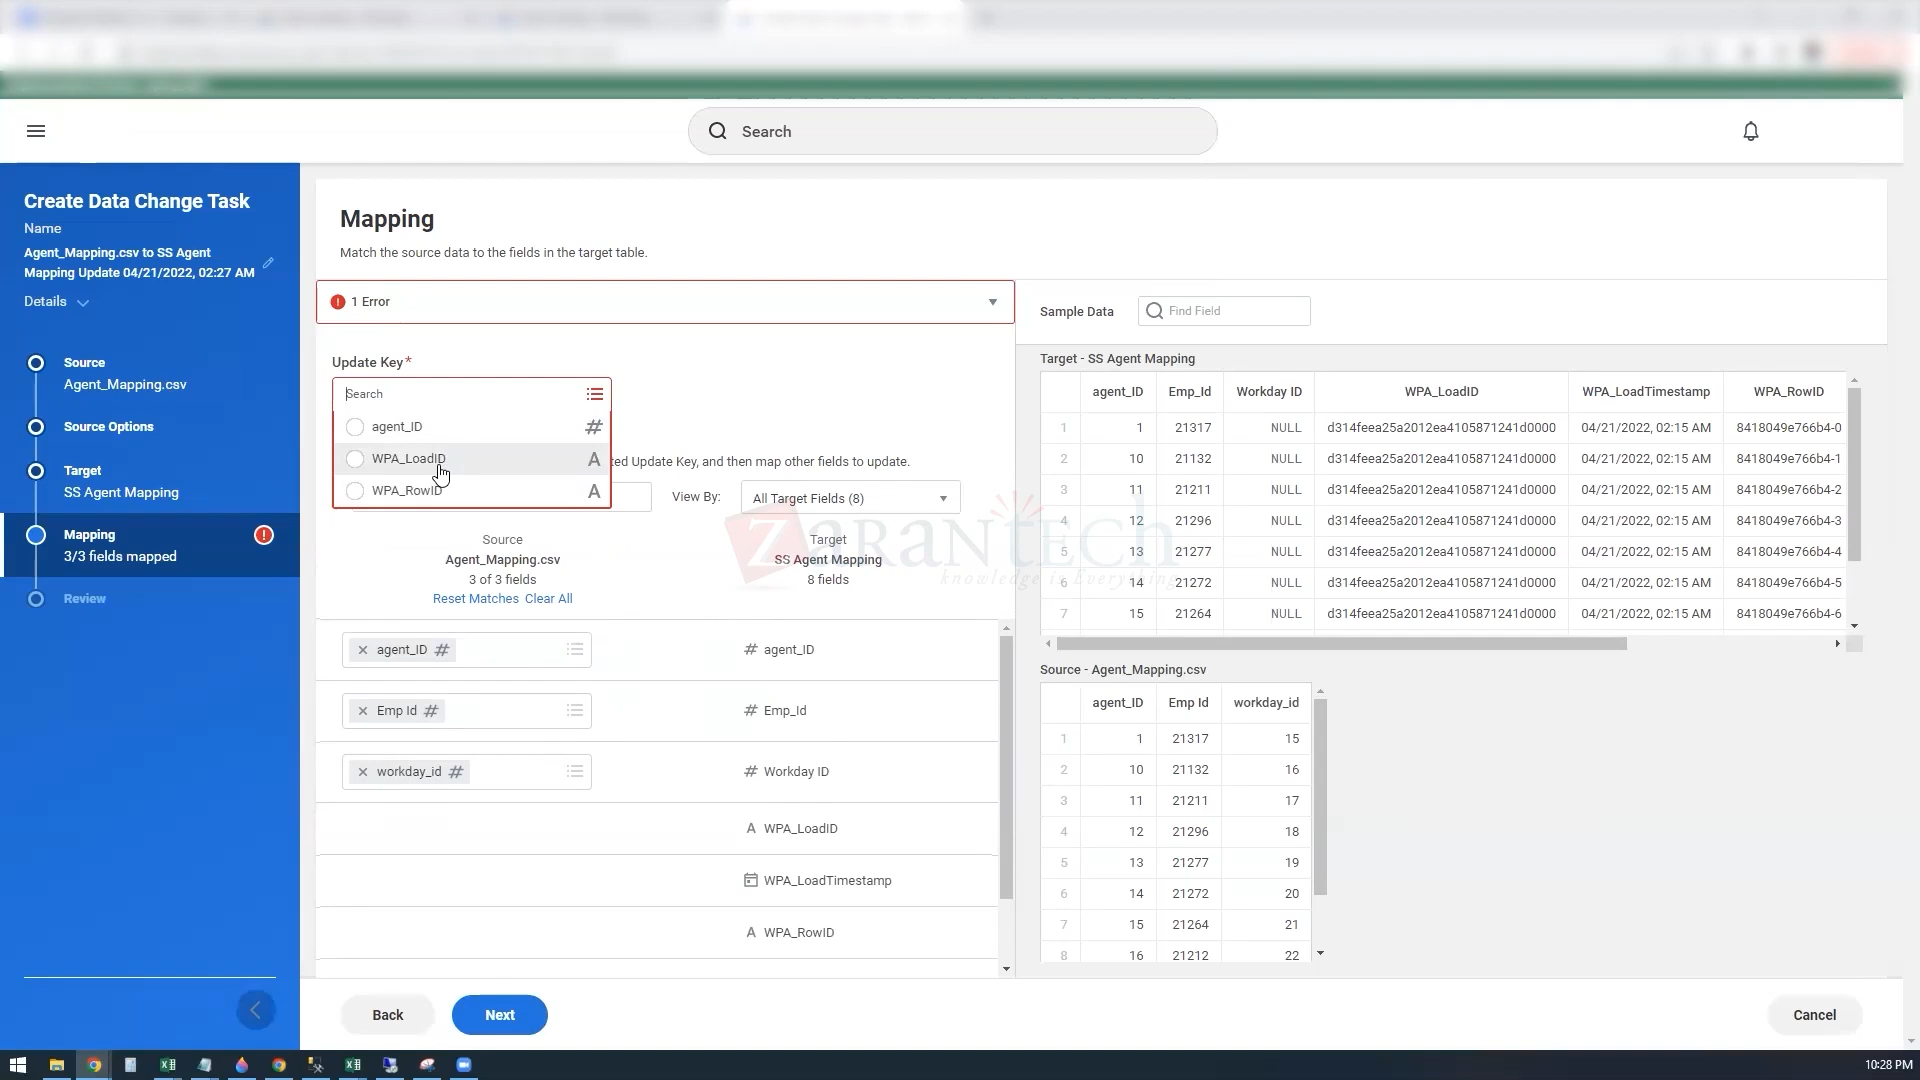 Search
Create Data Change Task
Name
Agent_Mapping.csv to SS Agent
Mapping Update 04/21/2022, 02:27 AM
Details
Source
Agent_Mapping.csv
Source Options
Target
SS Agent Mapping
Mapping
3/3 fields mapped
Review
Mapping
Match the source data to the fields in the target table.
1 Error
Update Key*
Search
agent_ID
WPA_LoadID A
WPA_RowID A
ted Update Key, and then map other fields to update.
View By: All Target Fields (8)
Source
Agent_Mapping.csv
3 of 3 fields
Reset Matches Clear All
Target
SS Agent Mapping
8 fields
× agent_ID # # agent_ID
× Emp Id # # Emp_Id
× workday_id # # Workday ID
A WPA_LoadID
WPA_LoadTimestamp
A WPA_RowID
Back
Next
Cancel
Sample Data
Find Field
Target - SS Agent Mapping
agent_ID Emp_Id Workday ID WPA_LoadID WPA_LoadTimestamp WPA_RowID
1 1 21317 NULL d314feea25a2012ea4105871241d0000 04/21/2022, 02:15 AM 8418049e766b4-0
2 10 21132 NULL d314feea25a2012ea4105871241d0000 04/21/2022, 02:15 AM 8418049e766b4-1
3 11 21211 NULL d314feea25a2012ea4105871241d0000 04/21/2022, 02:15 AM 8418049e766b4-2
4 12 21296 NULL d314feea25a2012ea4105871241d0000 04/21/2022, 02:15 AM 8418049e766b4-3
5 13 21277 NULL d314feea25a2012ea4105871241d0000 04/21/2022, 02:15 AM 8418049e766b4-4
6 14 21272 NULL d314feea25a2012ea4105871241d0000 04/21/2022, 02:15 AM 8418049e766b4-5
7 15 21264 NULL d314feea25a2012ea4105871241d0000 04/21/2022, 02:15 AM 8418049e766b4-6
Source - Agent_Mapping.csv
agent_ID Emp Id workday_id
1 1 21317 15
2 10 21132 16
3 11 21211 17
4 12 21296 18
5 13 21277 19
6 14 21272 20
7 15 21264 21
8 16 21212 22
ZaranTech
knowledge is Everything
10:28 PM